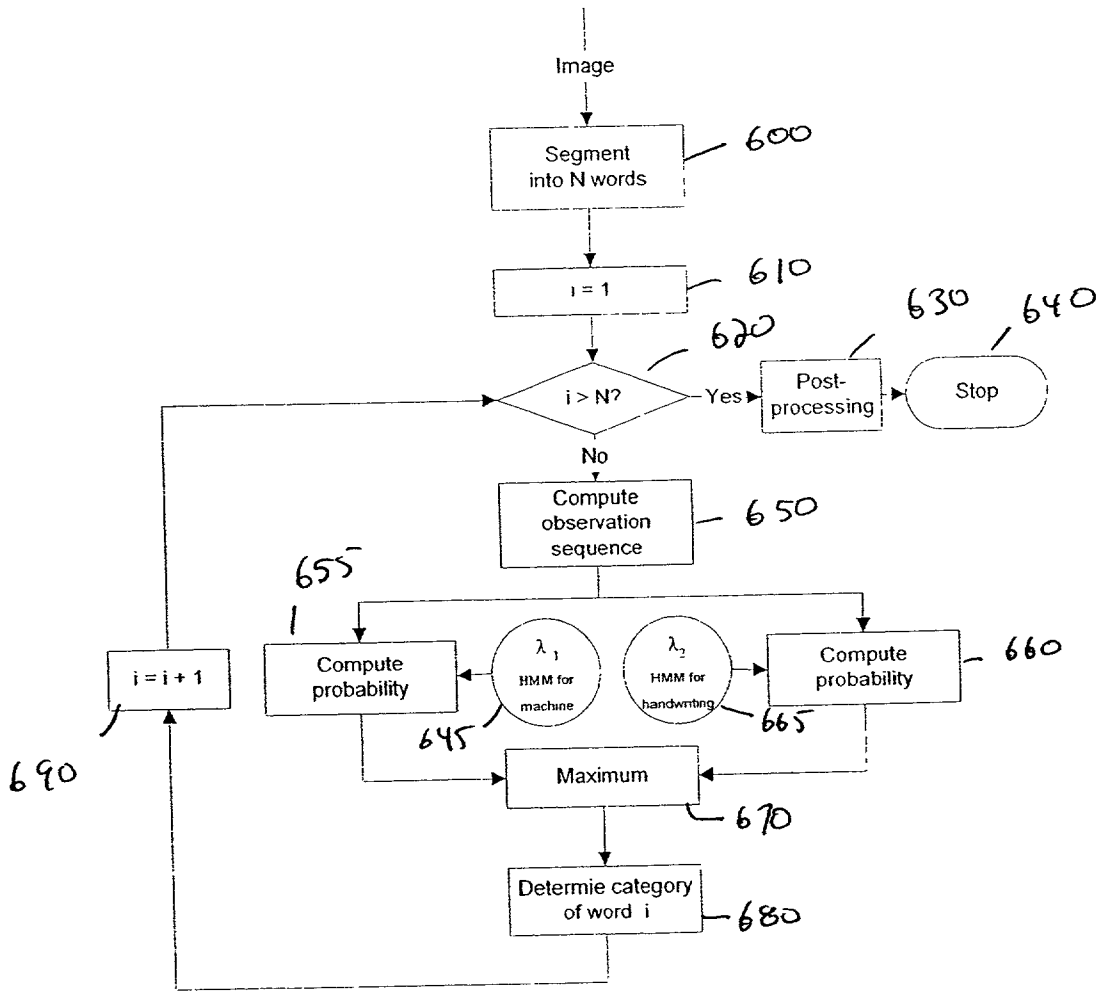 Image
Segment
into N words
600
i = 1
610
620
i > N?
Yes
Post-
processing
630
Stop
640
No
Compute
observation
sequence
650
655
Compute
probability
λ1
HMM for
machine
645
λ2
HMM for
handwriting
665
Compute
probability
660
i = i + 1
690
Maximum
670
Determie category
of word i
680